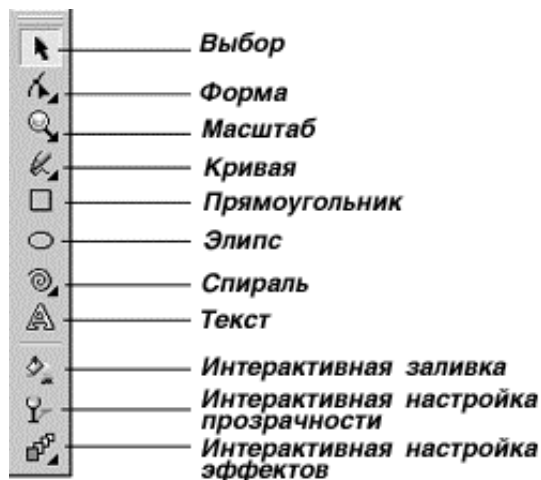 Выбор
Форма
Масштаб
Кривая
Прямоугольник
Элипс
Спираль
Текст
Интерактивная заливка
Интерактивная настройка
прозрачности
Интерактивная настройка
эффектов